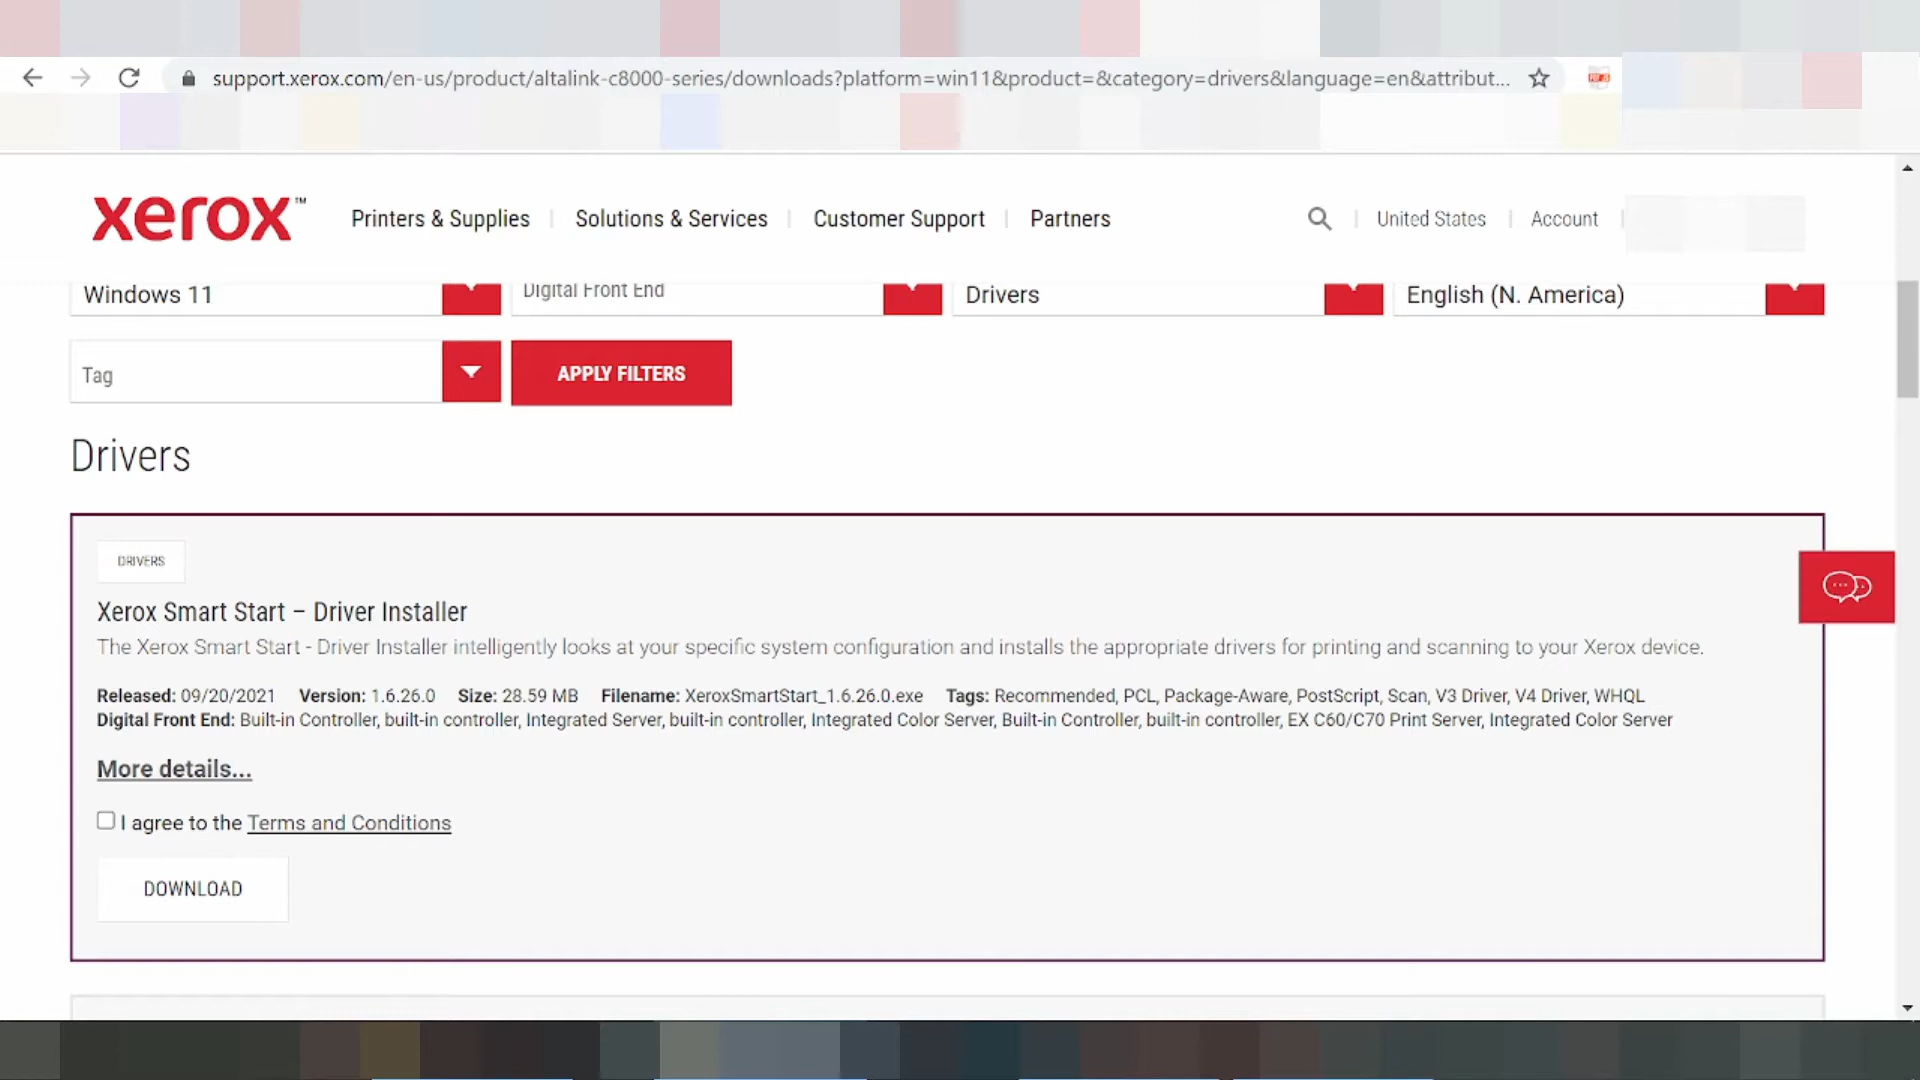 support.xerox.com/en-us/product/altalink-c8000-series/downloads?platform=win11&product=&category=drivers&language=en&attribut...
xerox™ Printers & Supplies Solutions & Services Customer Support Partners United States Account
Windows 11 Digital Front End Drivers English (N. America)
Tag APPLY FILTERS
Drivers
DRIVERS
Xerox Smart Start – Driver Installer
The Xerox Smart Start - Driver Installer intelligently looks at your specific system configuration and installs the appropriate drivers for printing and scanning to your Xerox device.
Released: 09/20/2021 Version: 1.6.26.0 Size: 28.59 MB Filename: XeroxSmartStart_1.6.26.0.exe Tags: Recommended, PCL, Package-Aware, PostScript, Scan, V3 Driver, V4 Driver, WHQL
Digital Front End: Built-in Controller, built-in controller, Integrated Server, built-in controller, Integrated Color Server, Built-in Controller, built-in controller, EX C60/C70 Print Server, Integrated Color Server
More details...
I agree to the Terms and Conditions
DOWNLOAD